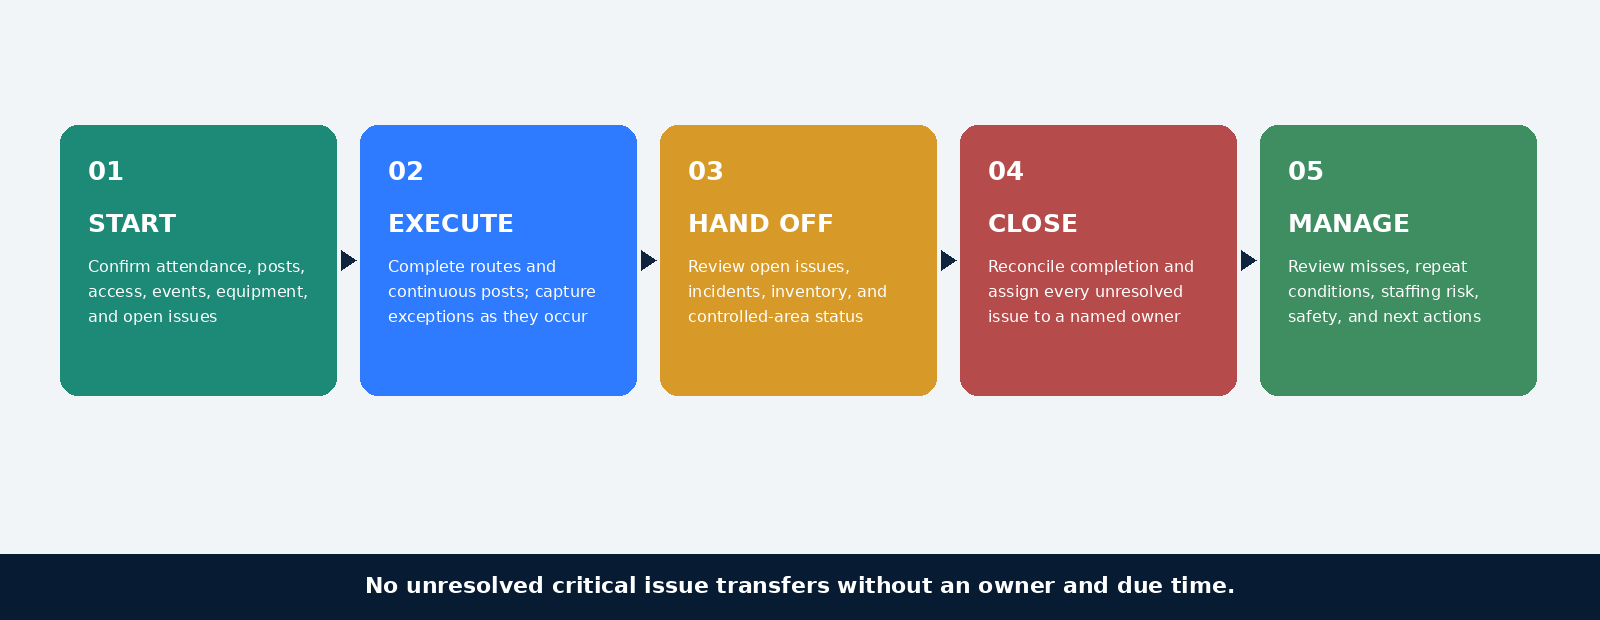 01
START
Confirm attendance, posts,
access, events, equipment,
and open issues
02
EXECUTE
Complete routes and
continuous posts; capture
exceptions as they occur
03
HAND OFF
Review open issues,
incidents, inventory, and
controlled-area status
04
CLOSE
Reconcile completion and
assign every unresolved
issue to a named owner
05
MANAGE
Review misses, repeat
conditions, staffing risk,
safety, and next actions
No unresolved critical issue transfers without an owner and due time.